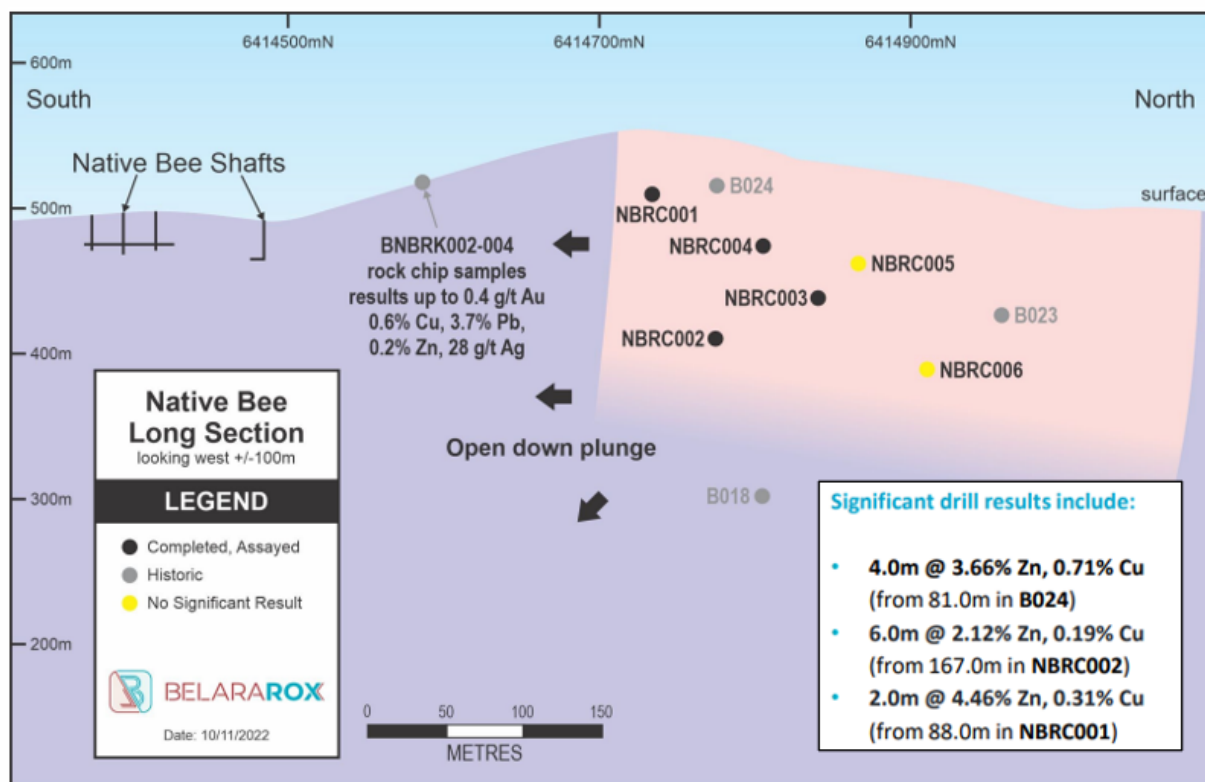 6414500mN
6414700mN
6414900mN
600m
South
North
Native Bee Shafts
B024
500m
surface
NBRC001
BNBRK002-004
rock chip samples
results up to 0.4 g/t Au
0.6% Cu, 3.7% Pb,
0.2% Zn, 28 g/t Ag
NBRC004
NBRC005
NBRC003
B023
NBRC002
400m
NBRC006
Native Bee
Long Section
looking west +/-100m
LEGEND
Completed, Assayed
Historic
No Significant Result
BELARAROX
Date: 10/11/2022
Open down plunge
300m
B018
200m
0 50 100 150
METRES
Significant drill results include:
• 4.0m @ 3.66% Zn, 0.71% Cu
(from 81.0m in B024)
• 6.0m @ 2.12% Zn, 0.19% Cu
(from 167.0m in NBRC002)
• 2.0m @ 4.46% Zn, 0.31% Cu
(from 88.0m in NBRC001)